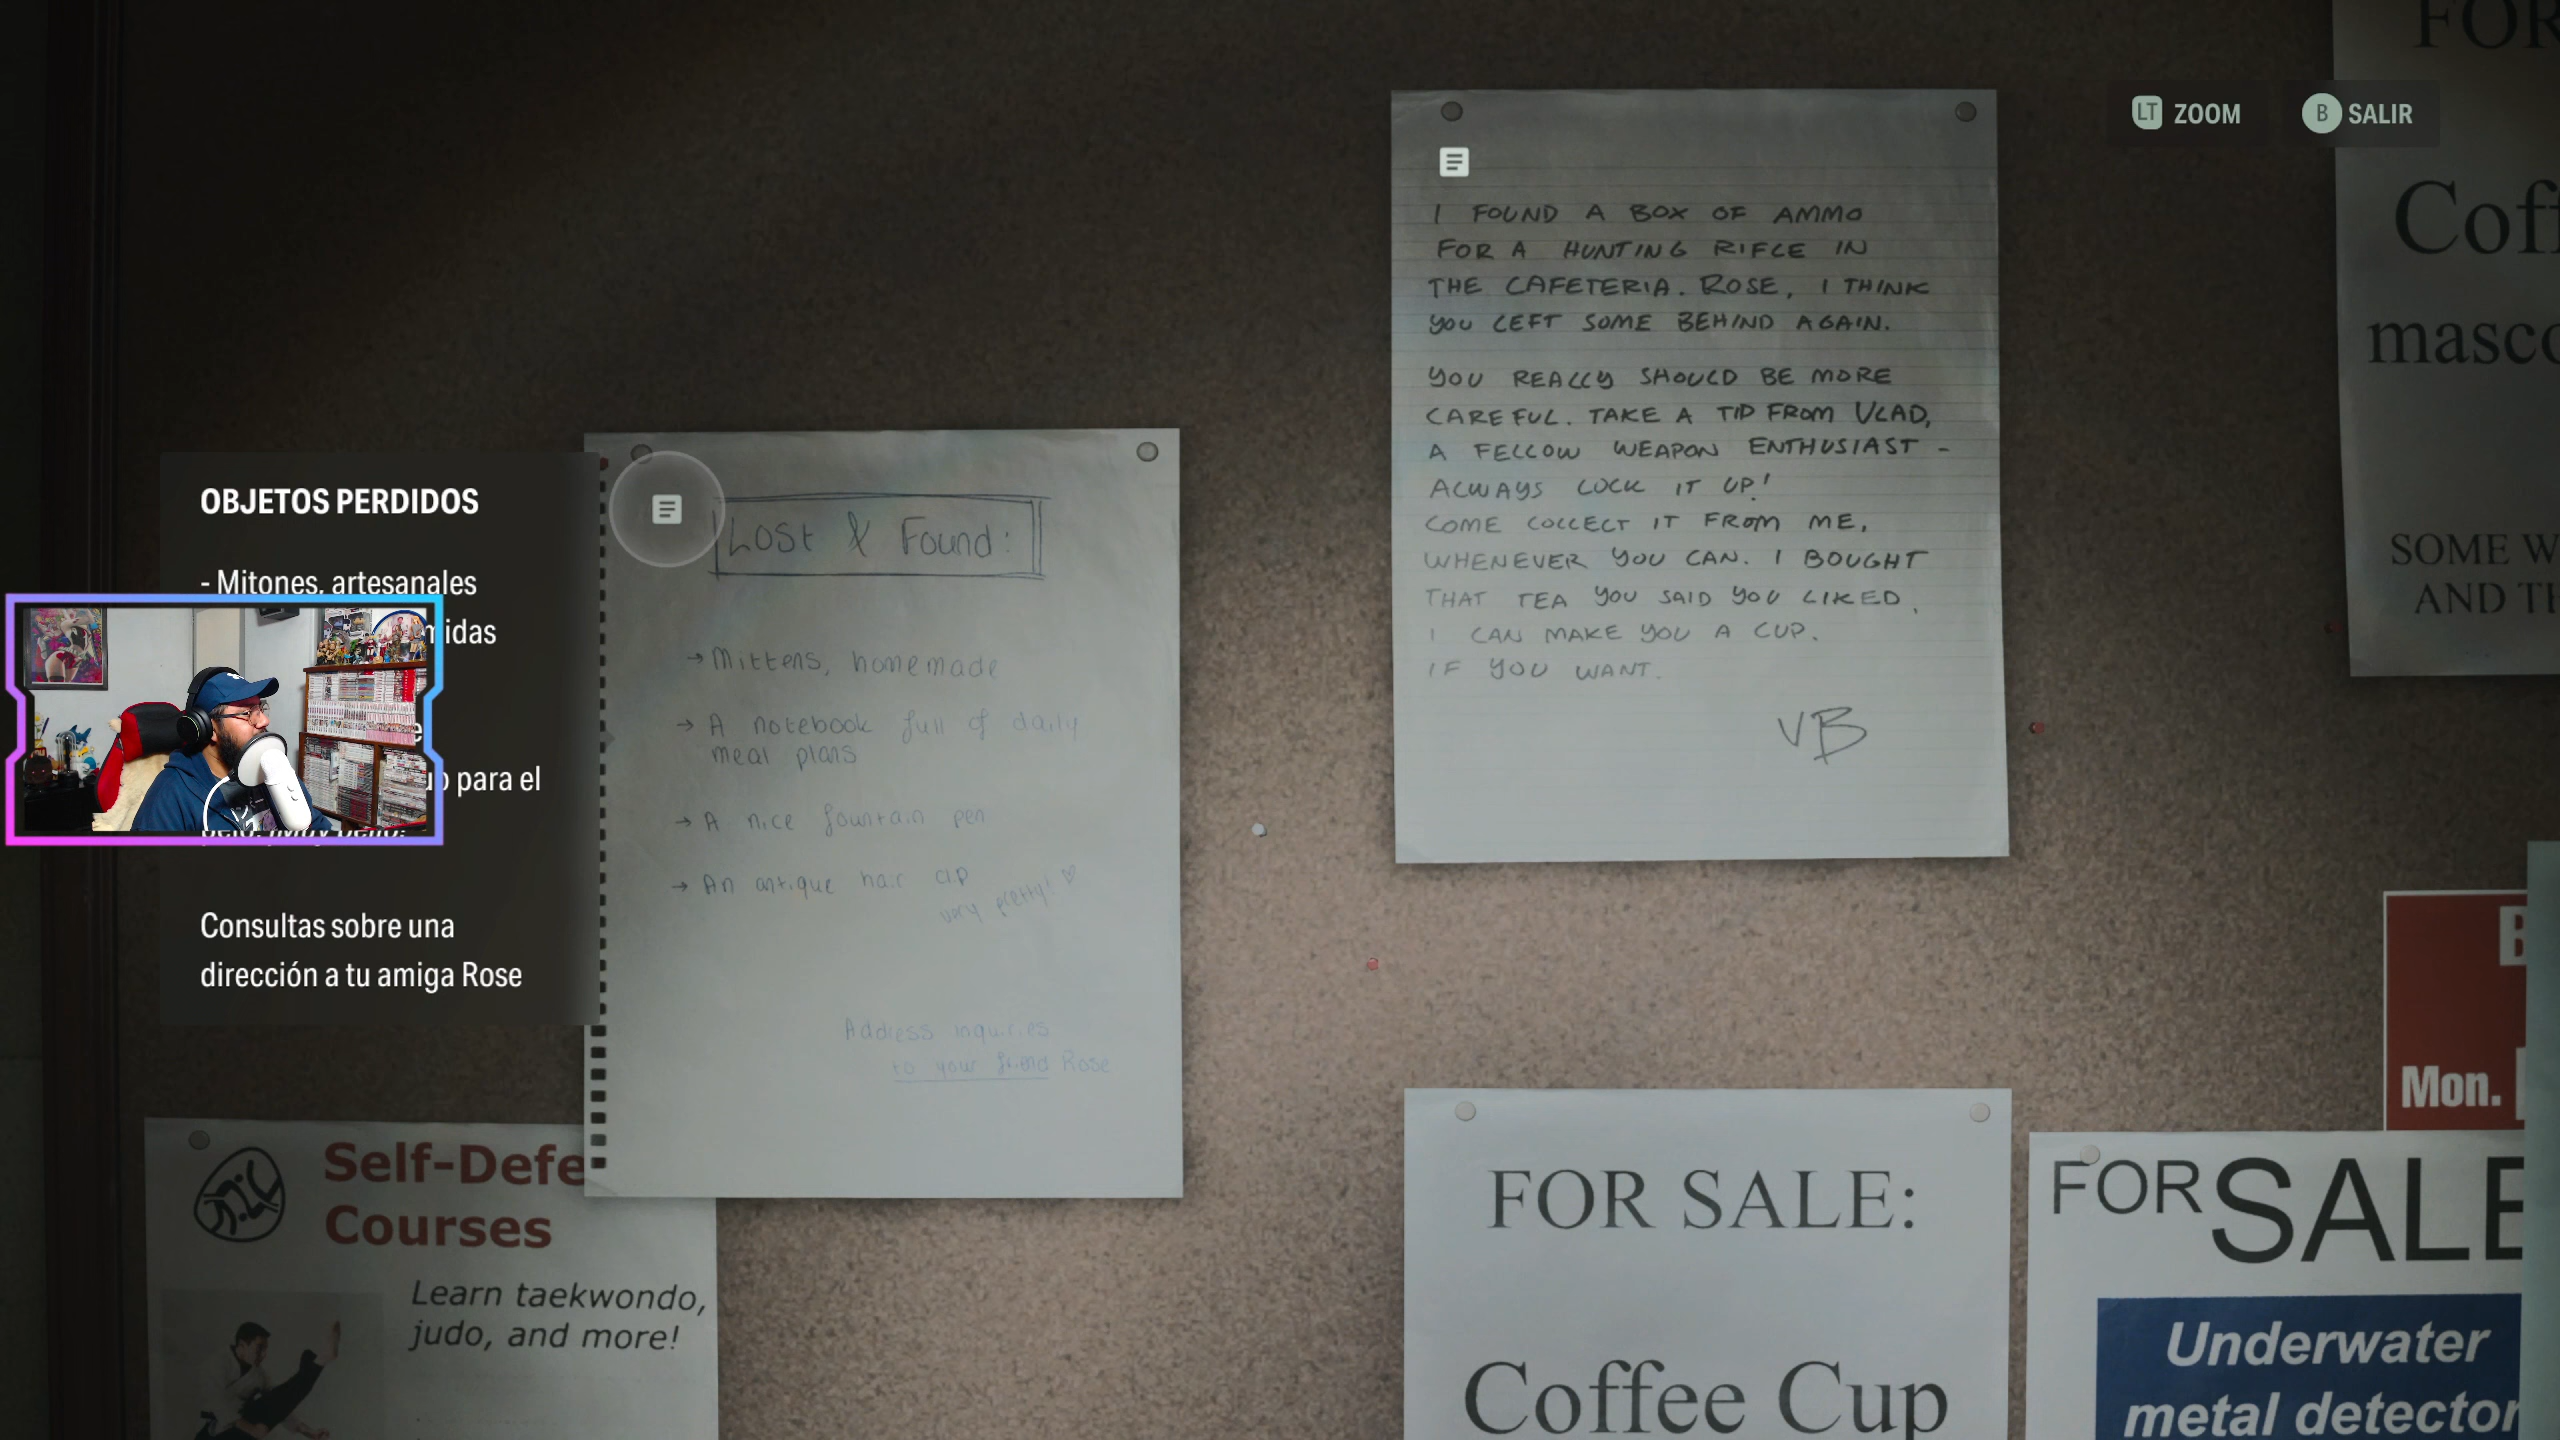 LT ZOOM
B SALIR
OBJETOS PERDIDOS
- Mitones, artesanales
para el
Consultas sobre una
dirección a tu amiga Rose
Lost & Found:
→ Mittens, homemade
→ A notebook full of daily
meal plans
→ A nice fountain pen
→ An antique hair clip
very pretty! ♡
Address inquiries
to your friend Rose
I FOUND A BOX OF AMMO
FOR A HUNTING RIFLE IN
THE CAFETERIA. ROSE, I THINK
YOU LEFT SOME BEHIND AGAIN.
YOU REALLY SHOULD BE MORE
CAREFUL. TAKE A TIP FROM VLAD,
A FELLOW WEAPON ENTHUSIAST -
ALWAYS LOCK IT UP!
COME COLLECT IT FROM ME,
WHENEVER YOU CAN. I BOUGHT
THAT TEA YOU SAID YOU LIKED.
I CAN MAKE YOU A CUP.
IF YOU WANT.
VB
FOR
Coff
masco
SOME W
AND TH
Self-Defe
Courses
Learn taekwondo,
judo, and more!
FOR SALE:
Coffee Cup
Mon.
FOR SALE
Underwater
metal detector